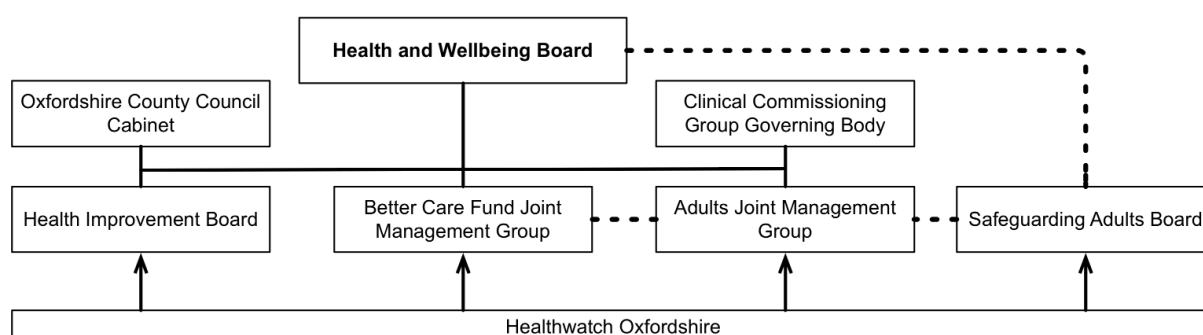 Health and Wellbeing Board
Oxfordshire County Council
Cabinet
Clinical Commissioning
Group Governing Body
Health Improvement Board
Better Care Fund Joint
Management Group
Adults Joint Management
Group
Safeguarding Adults Board
Healthwatch Oxfordshire